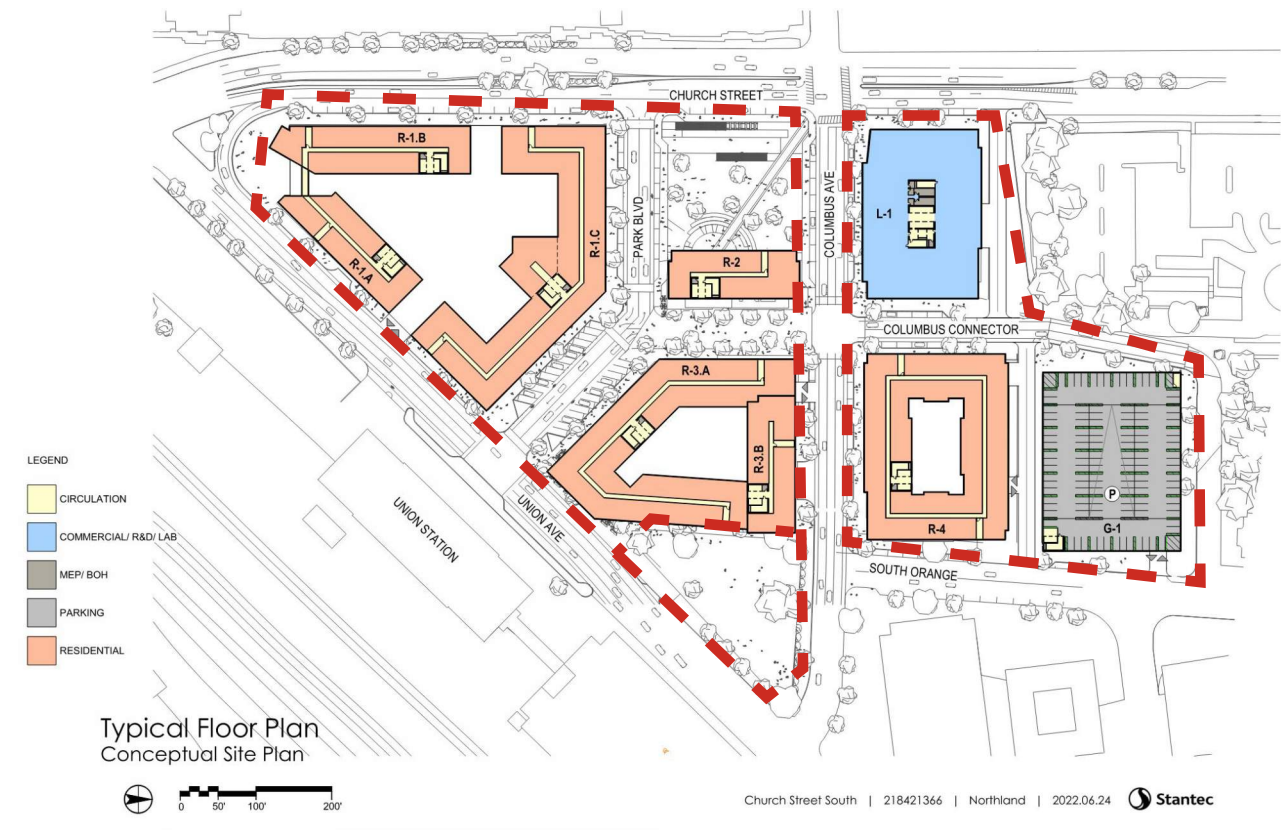 CHURCH STREET
R-1.B
R-1.C
PARK BLVD
COLUMBUS AVE
L-1
R-1.A
R-2
COLUMBUS CONNECTOR
R-3.A
R-3.B
R-4
P
G-1
UNION AVE
UNION STATION
SOUTH ORANGE
LEGEND
CIRCULATION
COMMERCIAL/ R&D/ LAB
MEP/ BOH
PARKING
RESIDENTIAL
Typical Floor Plan
Conceptual Site Plan
0 50' 100' 200'
Church Street South | 218421366 | Northland | 2022.06.24 Stantec